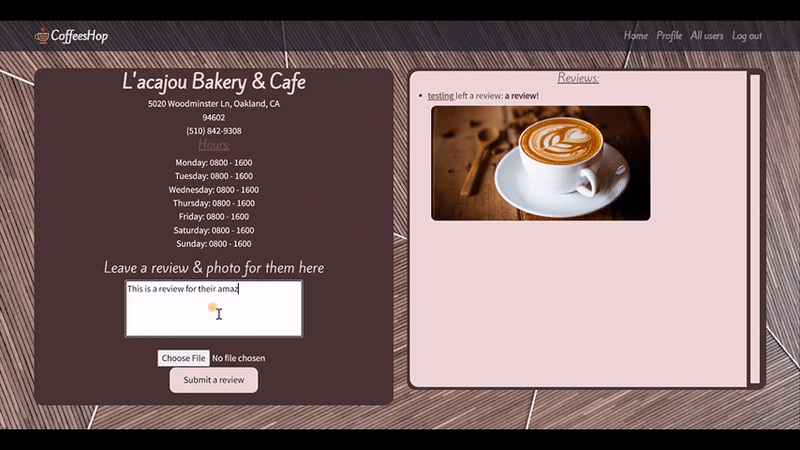 CoffeesHop
Home Profile All users Log out
L'acajou Bakery & Cafe
5020 Woodminster Ln, Oakland, CA
94602
(510) 842-9308
Hours:
Monday: 0800 - 1600
Tuesday: 0800 - 1600
Wednesday: 0800 - 1600
Thursday: 0800 - 1600
Friday: 0800 - 1600
Saturday: 0800 - 1600
Sunday: 0800 - 1600
Leave a review & photo for them here
This is a review for their amaz
Choose File No file chosen
Submit a review
Reviews:
testing left a review: a review!